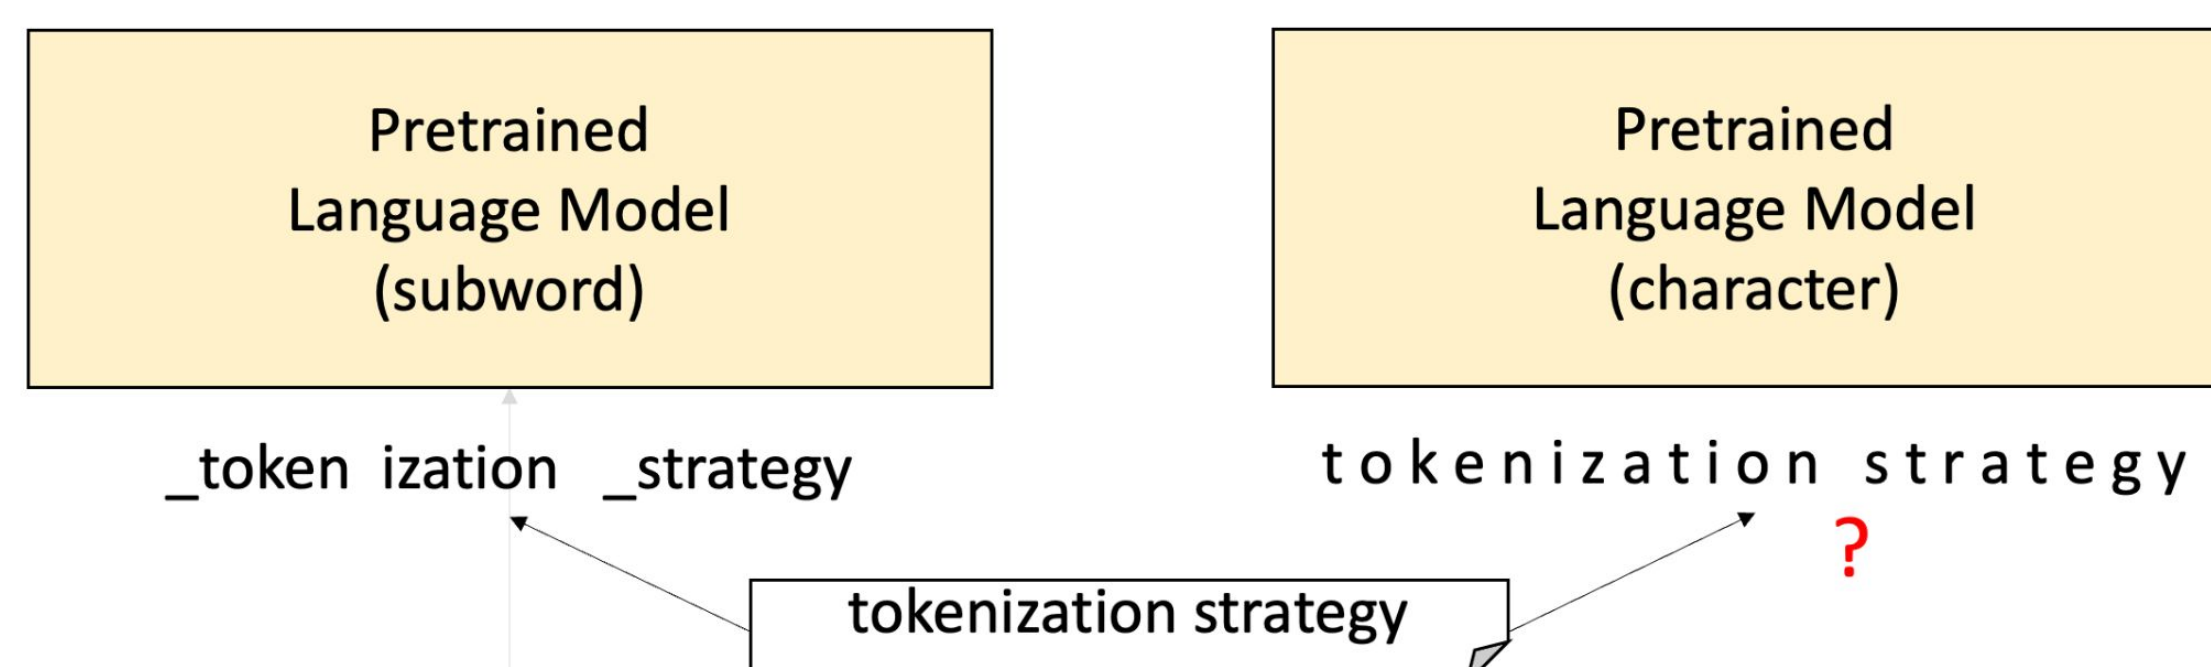 Pretrained
Language Model
(subword)
Pretrained
Language Model
(character)
_token ization _strategy
t o k e n i z a t i o n s t r a t e g y
?
tokenization strategy